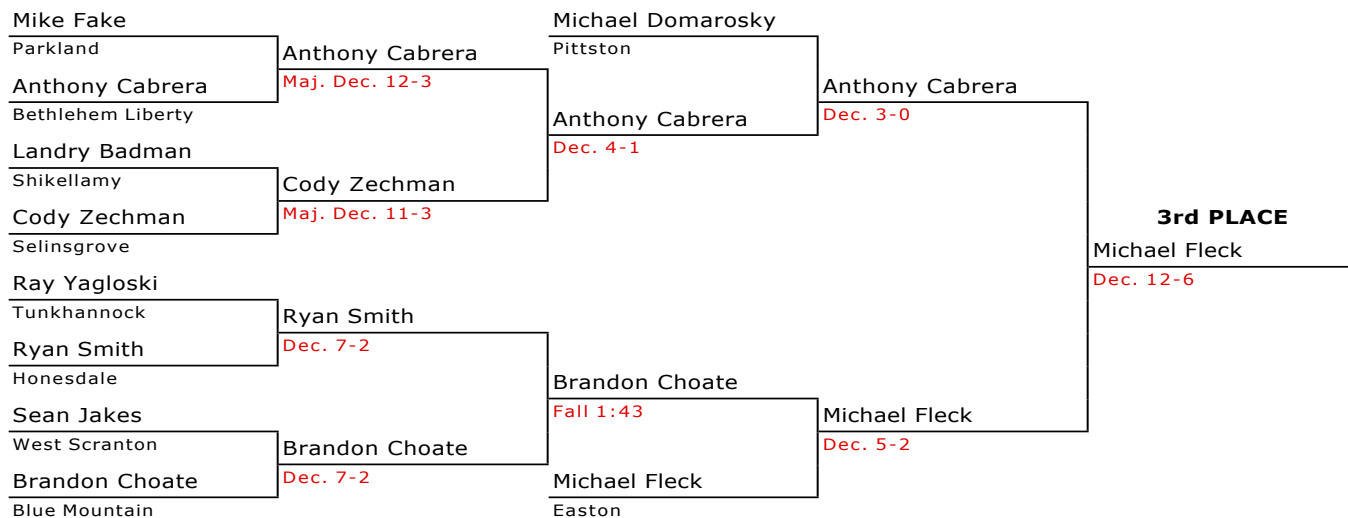 Mike Fake
Parkland
Anthony Cabrera
Bethlehem Liberty
Landry Badman
Shikellamy
Cody Zechman
Selinsgrove
Ray Yagloski
Tunkhannock
Ryan Smith
Honesdale
Sean Jakes
West Scranton
Brandon Choate
Blue Mountain
Anthony Cabrera
Maj. Dec. 12-3
Cody Zechman
Maj. Dec. 11-3
Ryan Smith
Dec. 7-2
Brandon Choate
Dec. 7-2
Michael Domarosky
Pittston
Anthony Cabrera
Dec. 4-1
Brandon Choate
Fall 1:43
Michael Fleck
Easton
Anthony Cabrera
Dec. 3-0
Michael Fleck
Dec. 5-2
3rd PLACE
Michael Fleck
Dec. 12-6